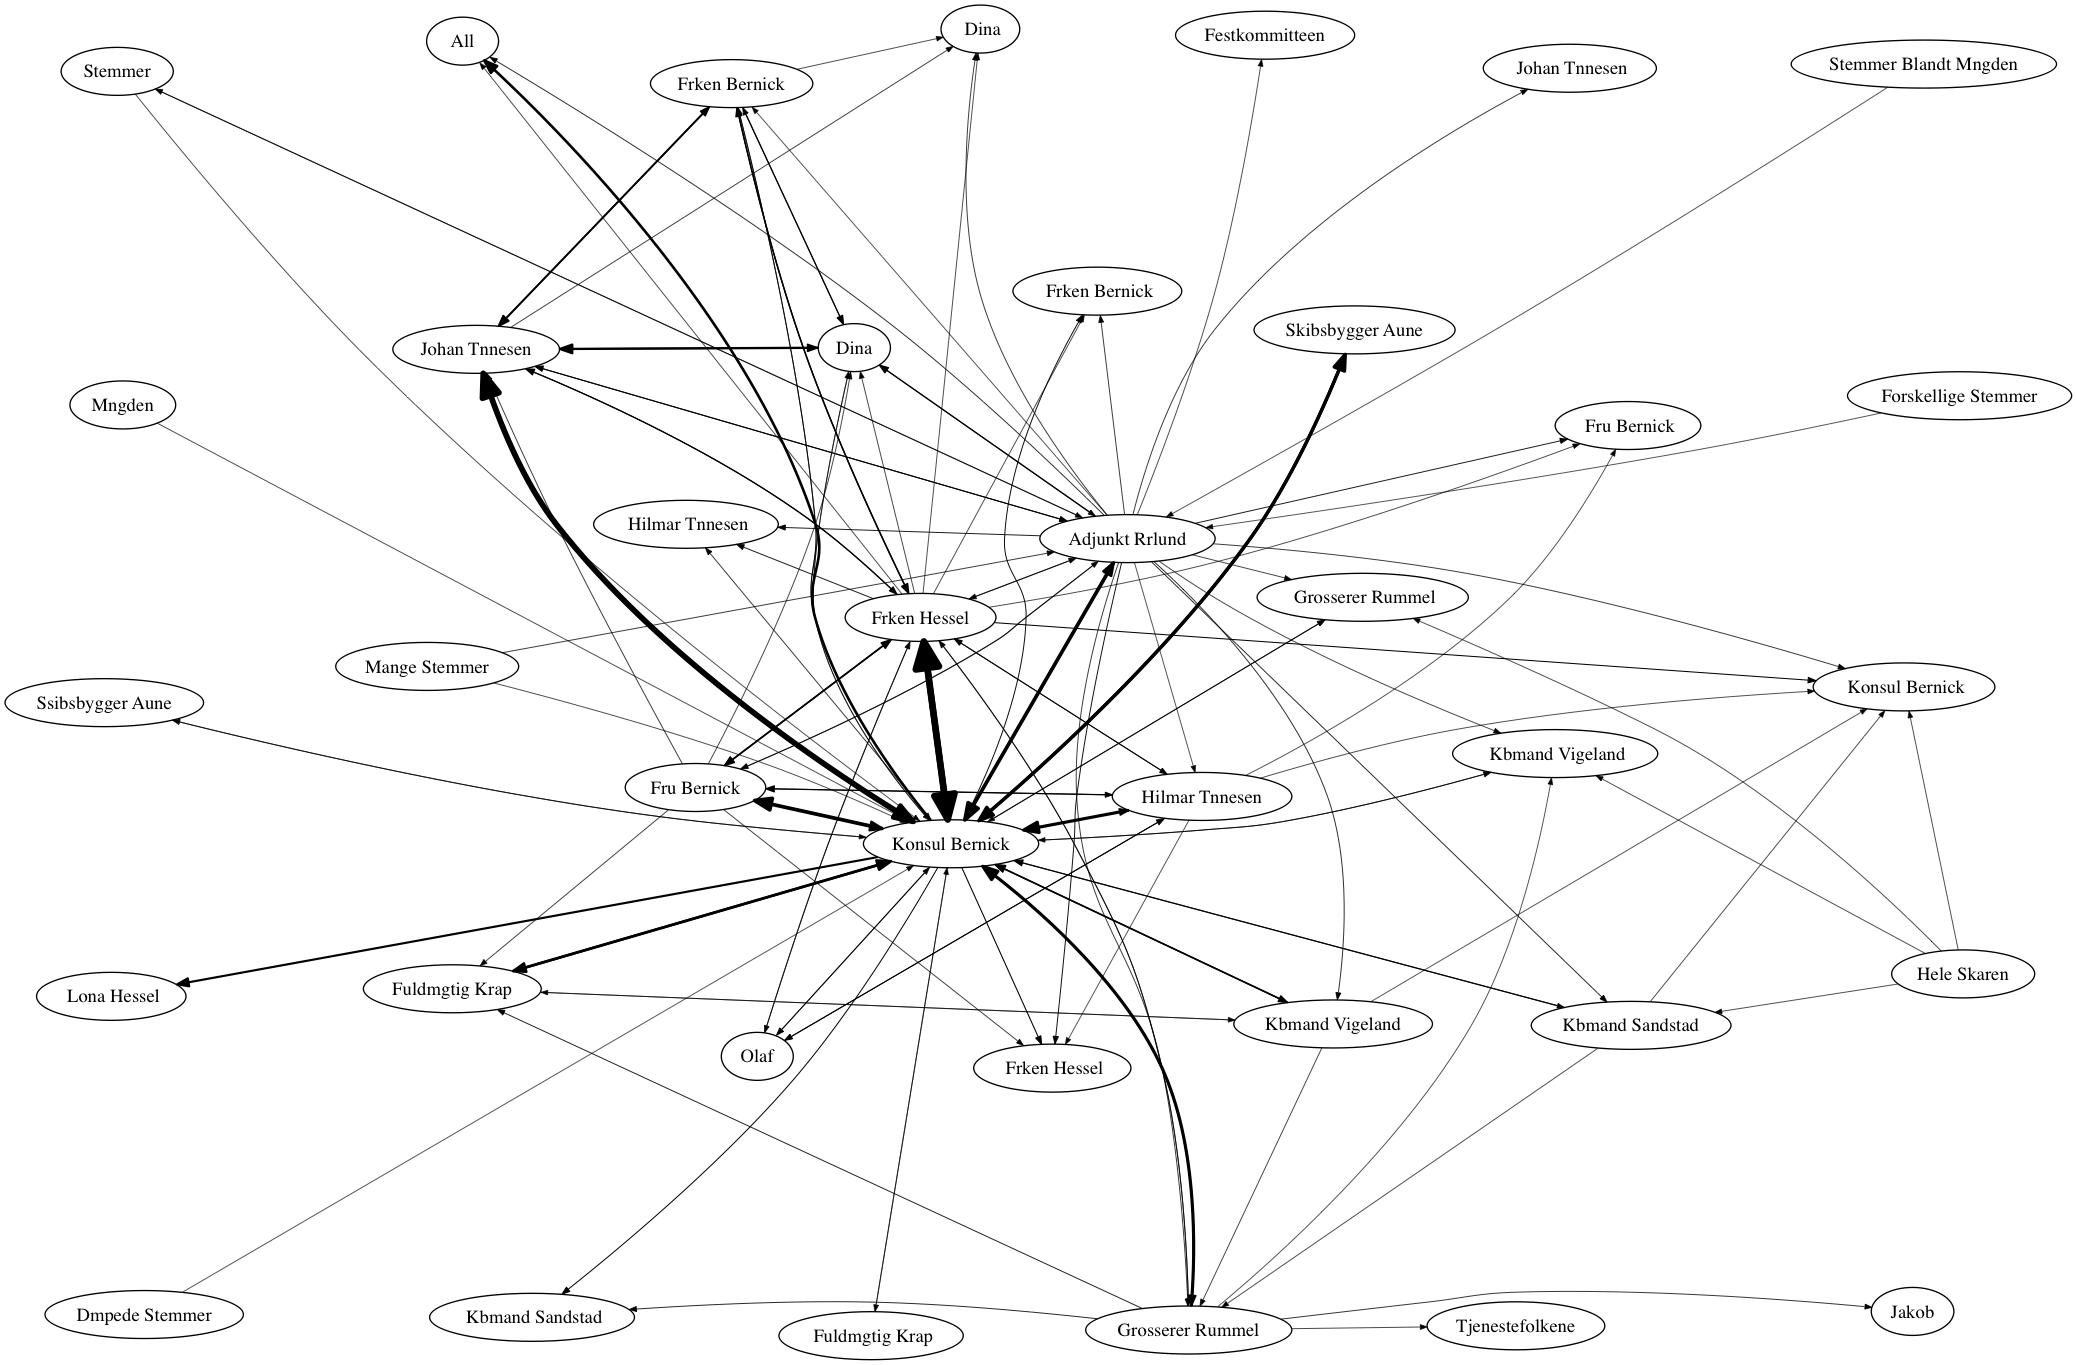 Dina
Festkommitteen
All
Stemmer Blandt Mngden
Johan Tnnesen
Stemmer
Frken Bernick
Frken Bernick
Skibsbygger Aune
Johan Tnnesen
Dina
Forskellige Stemmer
Mngden
Fru Bernick
Hilmar Tnnesen
Adjunkt Rrlund
Grosserer Rummel
Frken Hessel
Mange Stemmer
Konsul Bernick
Ssibsbygger Aune
Kbmand Vigeland
Fru Bernick
Hilmar Tnnesen
Konsul Bernick
Hele Skaren
Fuldmgtig Krap
Lona Hessel
Kbmand Vigeland
Kbmand Sandstad
Olaf
Frken Hessel
Jakob
Dmpede Stemmer
Kbmand Sandstad
Tjenestefolkene
Grosserer Rummel
Fuldmgtig Krap